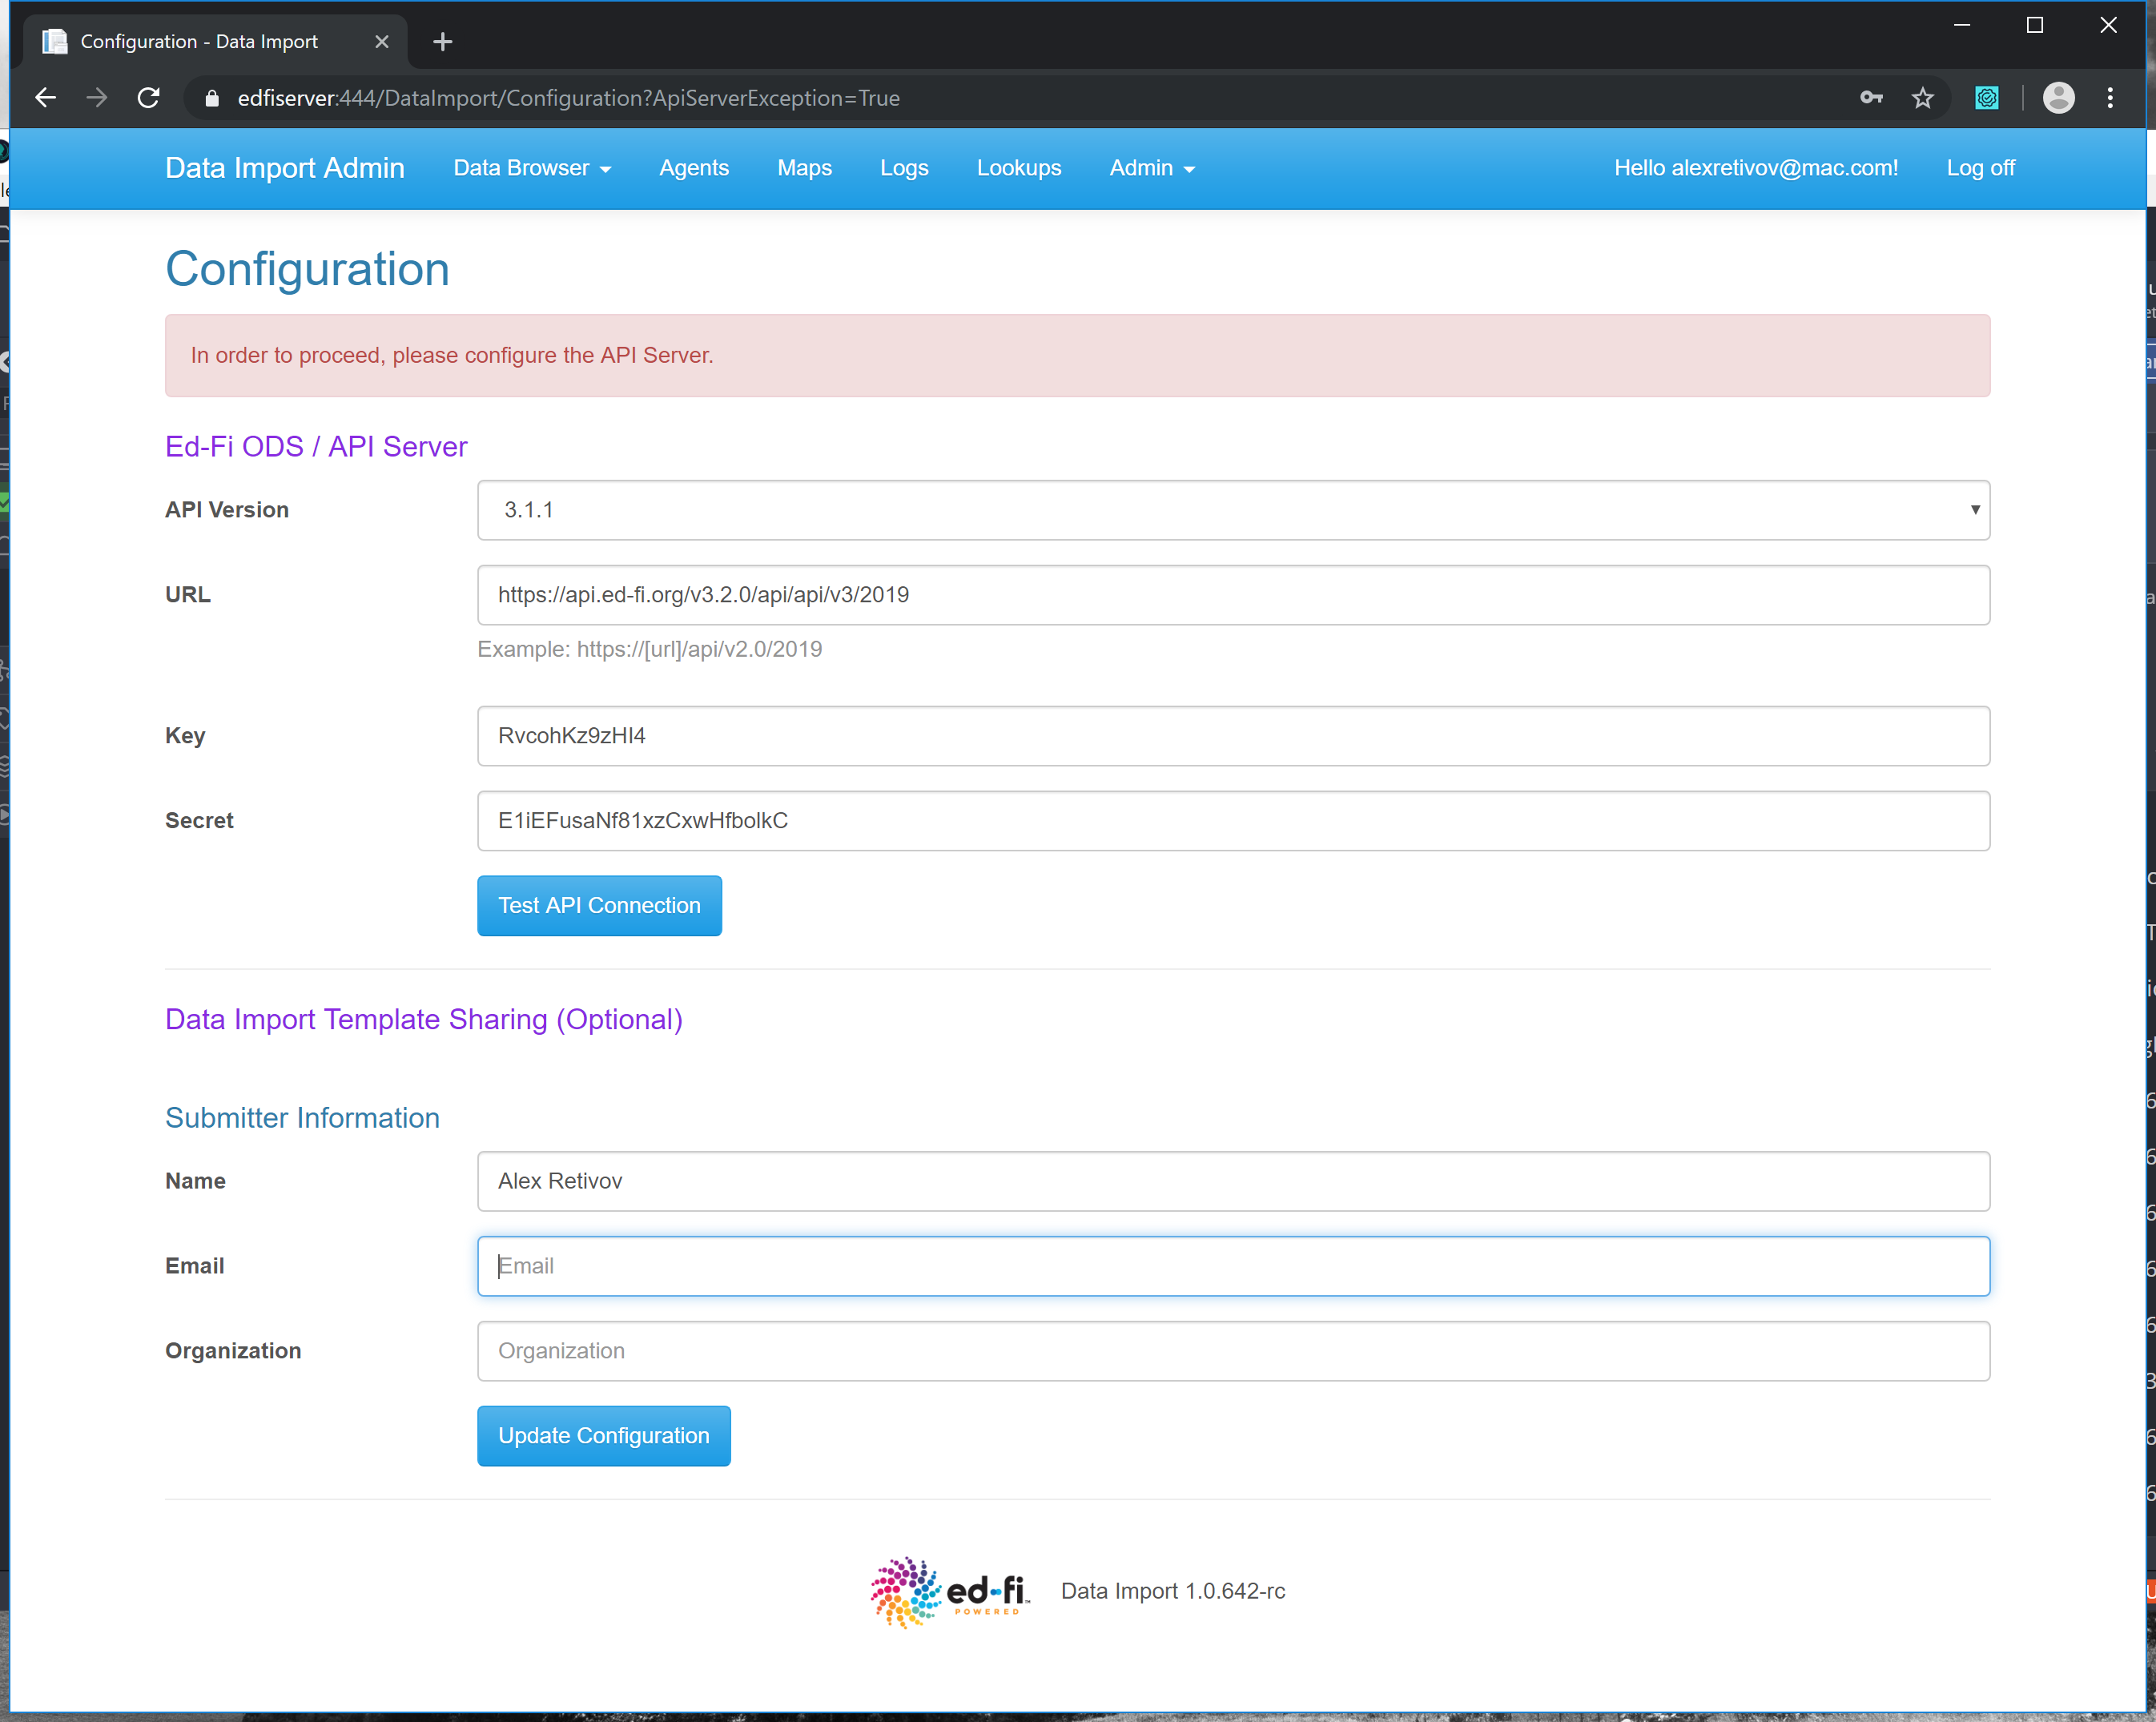 Configuration - Data Import
edfiserver:444/DataImport/Configuration?ApiServerException=True
Data Import Admin Data Browser Agents Maps Logs Lookups Admin Hello alexretivov@mac.com! Log off
Configuration
In order to proceed, please configure the API Server.
Ed-Fi ODS / API Server
API Version 3.1.1
URL https://api.ed-fi.org/v3.2.0/api/api/v3/2019
Example: https://[url]/api/v2.0/2019
Key RvcohKz9zHI4
Secret E1iEFusaNf81xzCxwHfbolkC
Test API Connection
Data Import Template Sharing (Optional)
Submitter Information
Name Alex Retivov
Email Email
Organization Organization
Update Configuration
ed-fi™ Data Import 1.0.642-rc
POWERED